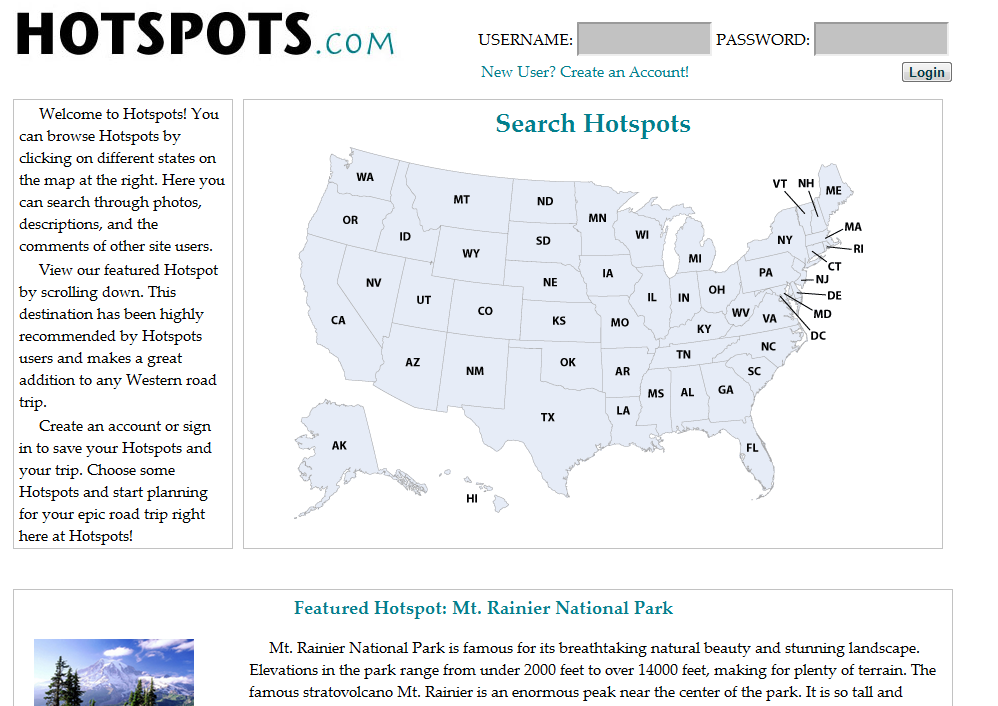 HOTSPOTS.COM
USERNAME: PASSWORD:
New User? Create an Account!
Login
Welcome to Hotspots! You
can browse Hotspots by
clicking on different states on
the map at the right. Here you
can search through photos,
descriptions, and the
comments of other site users.
View our featured Hotspot
by scrolling down. This
destination has been highly
recommended by Hotspots
users and makes a great
addition to any Western road
trip.
Create an account or sign
in to save your Hotspots and
your trip. Choose some
Hotspots and start planning
for your epic road trip right
here at Hotspots!
Search Hotspots
WA
MT
ND
MN
VT
NH
ME
OR
ID
SD
WI
MI
NY
MA
RI
WY
CT
NV
UT
NE
IA
IL
IN
OH
PA
NJ
DE
CA
CO
KS
MO
KY
WV
VA
MD
DC
AZ
NM
OK
AR
TN
NC
SC
TX
LA
MS
AL
GA
AK
HI
FL
Featured Hotspot: Mt. Rainier National Park
Mt. Rainier National Park is famous for its breathtaking natural beauty and stunning landscape.
Elevations in the park range from under 2000 feet to over 14000 feet, making for plenty of terrain. The
famous stratovolcano Mt. Rainier is an enormous peak near the center of the park. It is so tall and